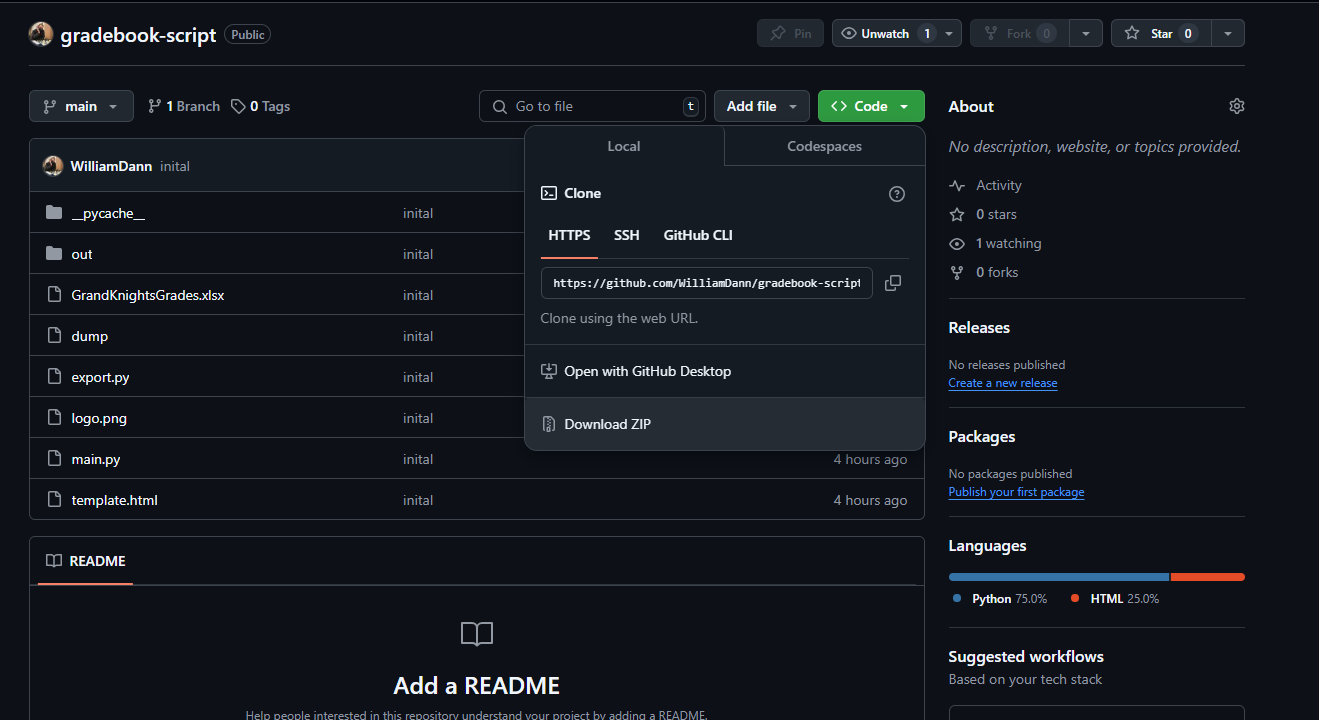 gradebook-script Public
Pin
Unwatch 1
Fork 0
Star 0
main
1 Branch
0 Tags
Go to file t
Add file
Code
WilliamDann inital
__pycache__ inital
out inital
GrandKnightsGrades.xlsx inital
dump inital
export.py inital
logo.png inital
main.py inital 4 hours ago
template.html inital 4 hours ago
Local
Codespaces
Clone
HTTPS SSH GitHub CLI
https://github.com/WilliamDann/gradebook-script
Clone using the web URL.
Open with GitHub Desktop
Download ZIP
README
Add a README
Help people interested in this repository understand your project by adding a README.
About
No description, website, or topics provided.
Activity
0 stars
1 watching
0 forks
Releases
No releases published
Create a new release
Packages
No packages published
Publish your first package
Languages
Python 75.0% HTML 25.0%
Suggested workflows
Based on your tech stack